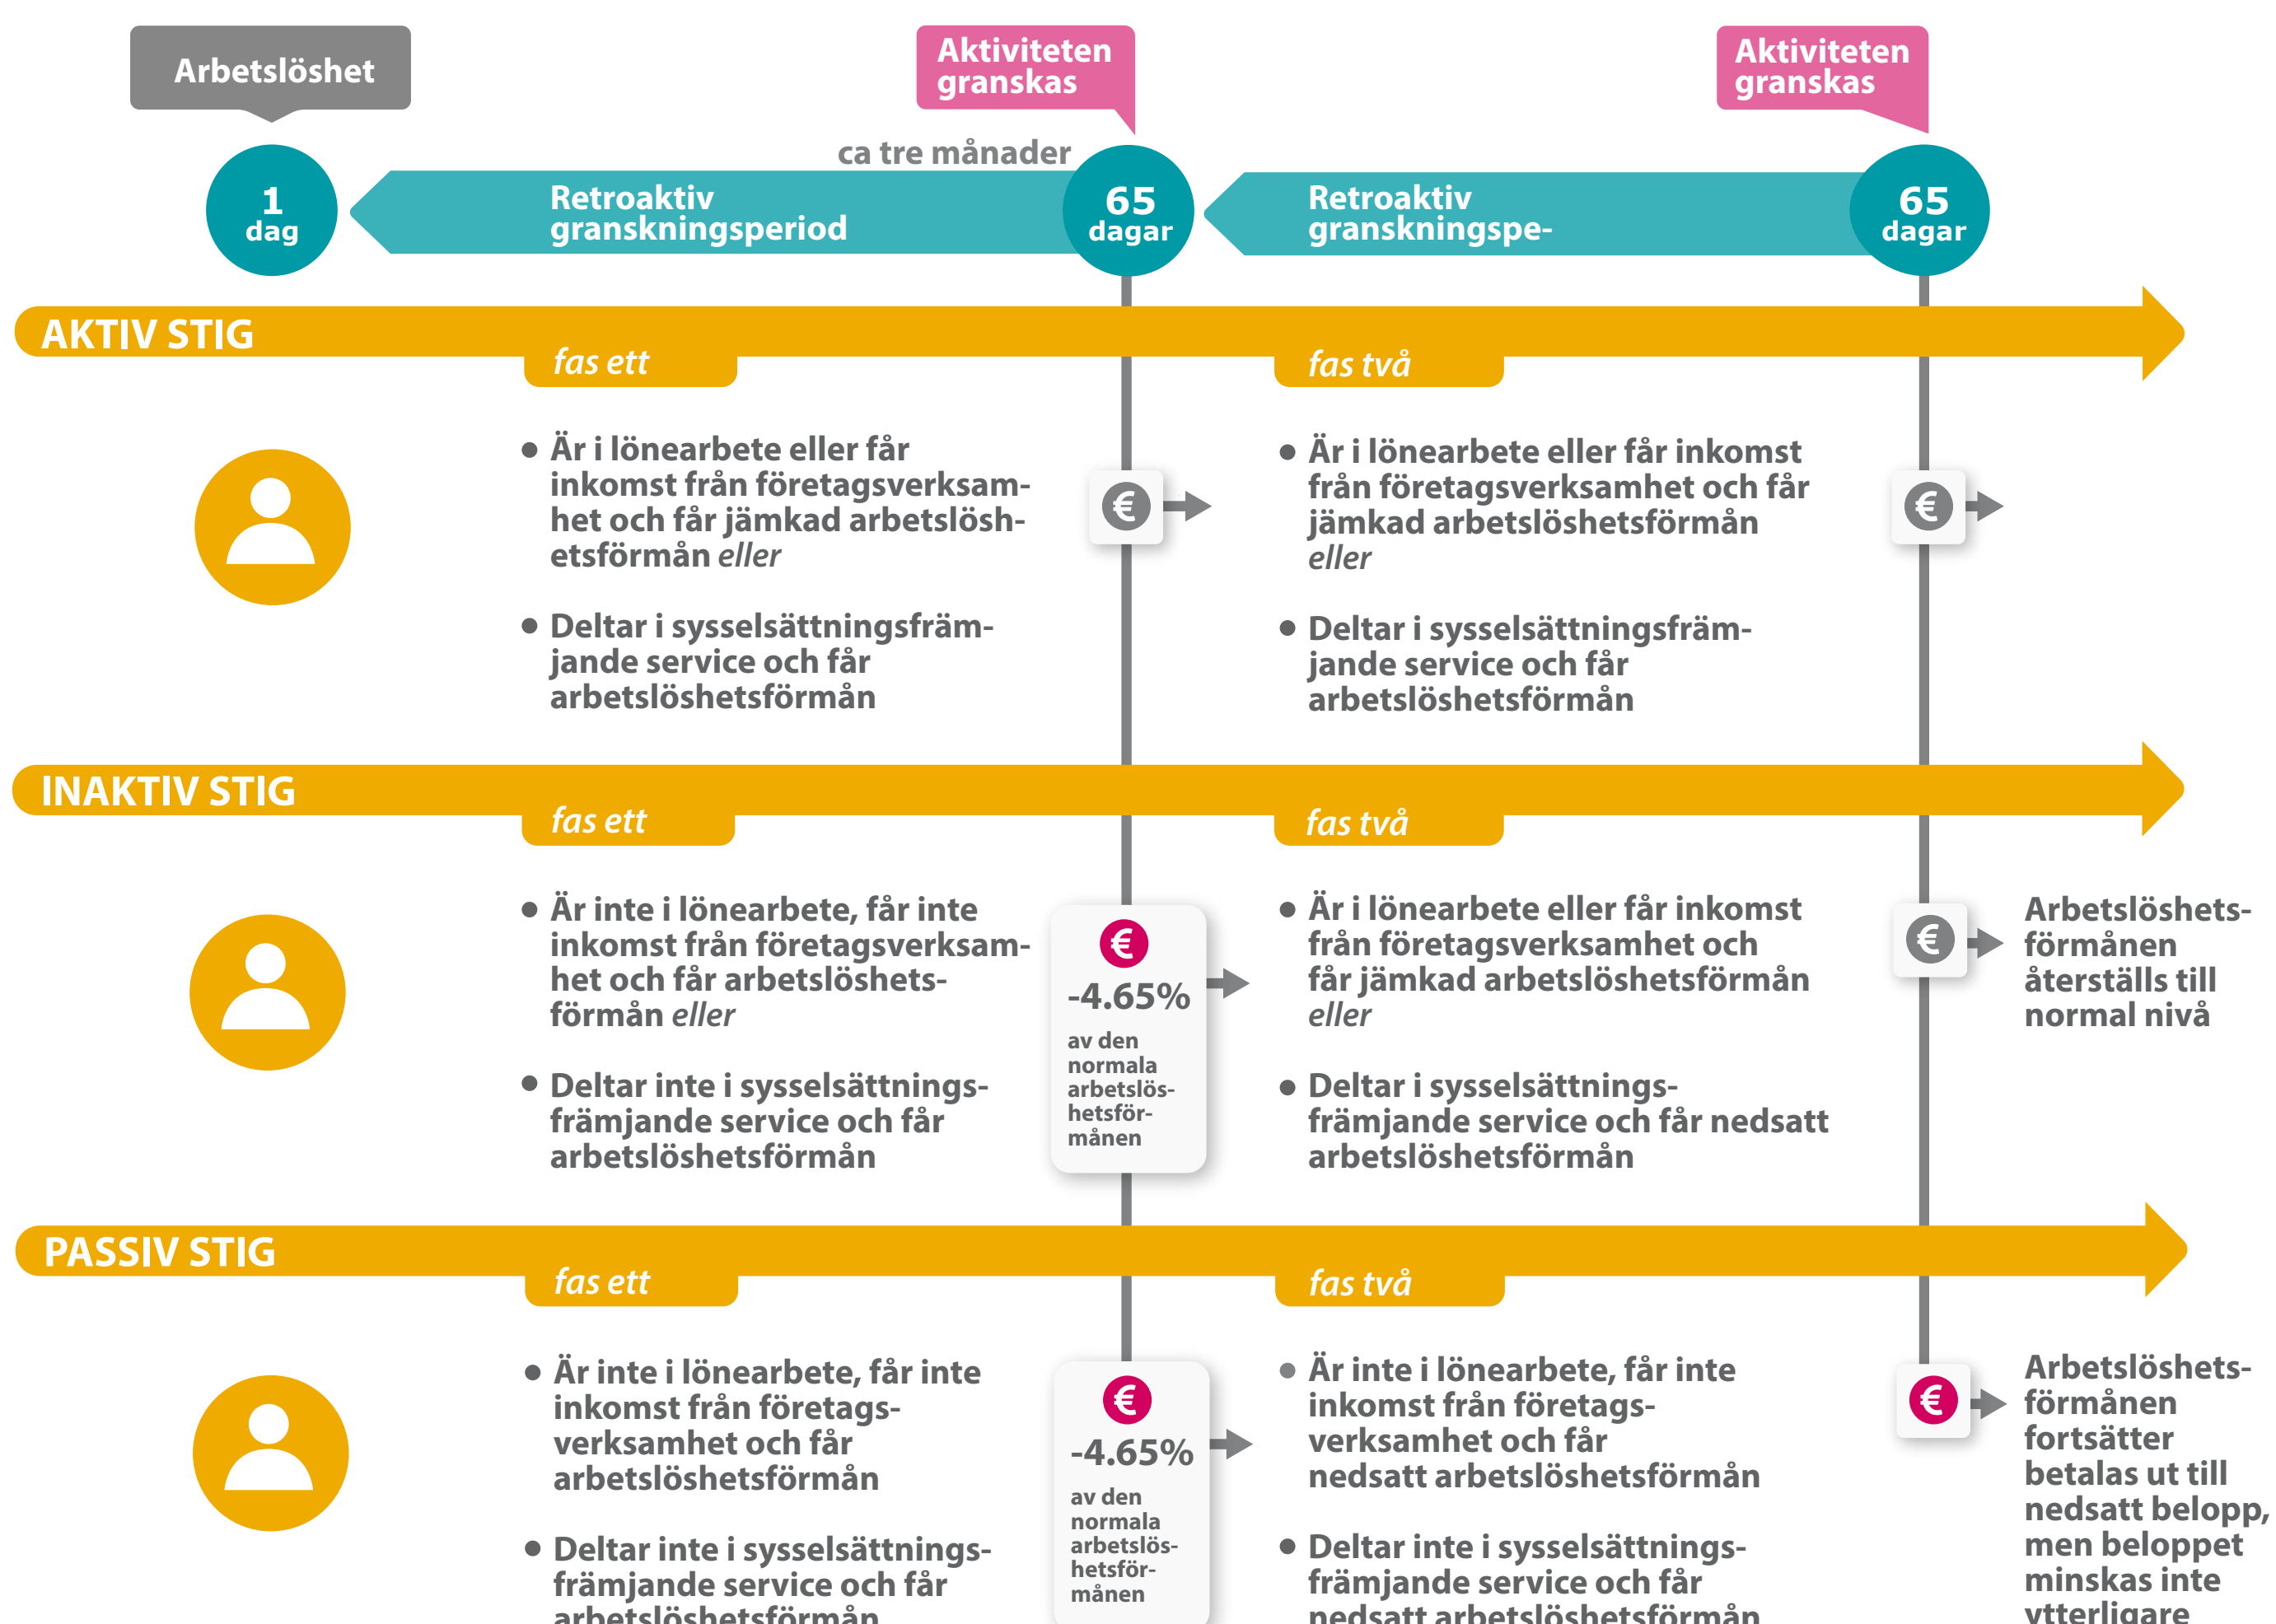 Arbetslöshet
Aktiviteten
granskas
Aktiviteten
granskas
ca tre månader
1
dag
Retroaktiv
granskningsperiod
65
dagar
Retroaktiv
granskningspe-
65
dagar
AKTIV STIG
fas ett
fas två
Är i lönearbete eller får
inkomst från företagsverksam-
het och får jämkad arbetslösh-
etsförmån eller
Deltar i sysselsättningsfräm-
jande service och får
arbetslöshetsförmån
€
Är i lönearbete eller får inkomst
från företagsverksamhet och får
jämkad arbetslöshetsförmån
eller
Deltar i sysselsättningsfräm-
jande service och får
arbetslöshetsförmån
€
INAKTIV STIG
fas ett
fas två
Är inte i lönearbete, får inte
inkomst från företagsverksam-
het och får arbetslöshets-
förmån eller
Deltar inte i sysselsättnings-
främjande service och får
arbetslöshetsförmån
€
-4.65%
av den
normala
arbetslös-
hetsför-
månen
Är i lönearbete eller får inkomst
från företagsverksamhet och
får jämkad arbetslöshetsförmån
eller
Deltar i sysselsättnings-
främjande service och får nedsatt
arbetslöshetsförmån
€
Arbetslöshets-
förmånen
återställs till
normal nivå
PASSIV STIG
fas ett
fas två
Är inte i lönearbete, får inte
inkomst från företags-
verksamhet och får
arbetslöshetsförmån
Deltar inte i sysselsättnings-
främjande service och får
arbetslöshetsförmån
€
-4.65%
av den
normala
arbetslös-
hetsför-
månen
Är inte i lönearbete, får inte
inkomst från företags-
verksamhet och får
nedsatt arbetslöshetsförmån
Deltar inte i sysselsättnings-
främjande service och får
nedsatt arbetslöshetsförmån
€
Arbetslöshets-
förmånen
fortsätter
betalas ut till
nedsatt belopp,
men beloppet
minskas inte
ytterligare